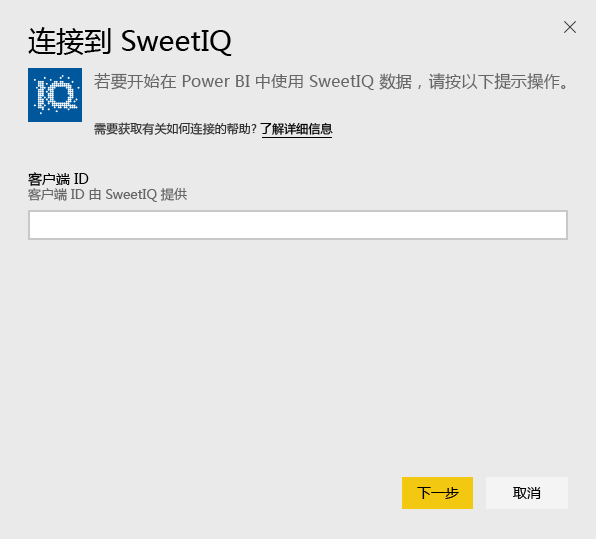 连接到 SweetIQ
IQ
若要开始在 Power BI 中使用 SweetIQ 数据，请按以下提示操作。
需要获取有关如何连接的帮助? 了解详细信息
客户端 ID
客户端 ID 由 SweetIQ 提供
下一步
取消